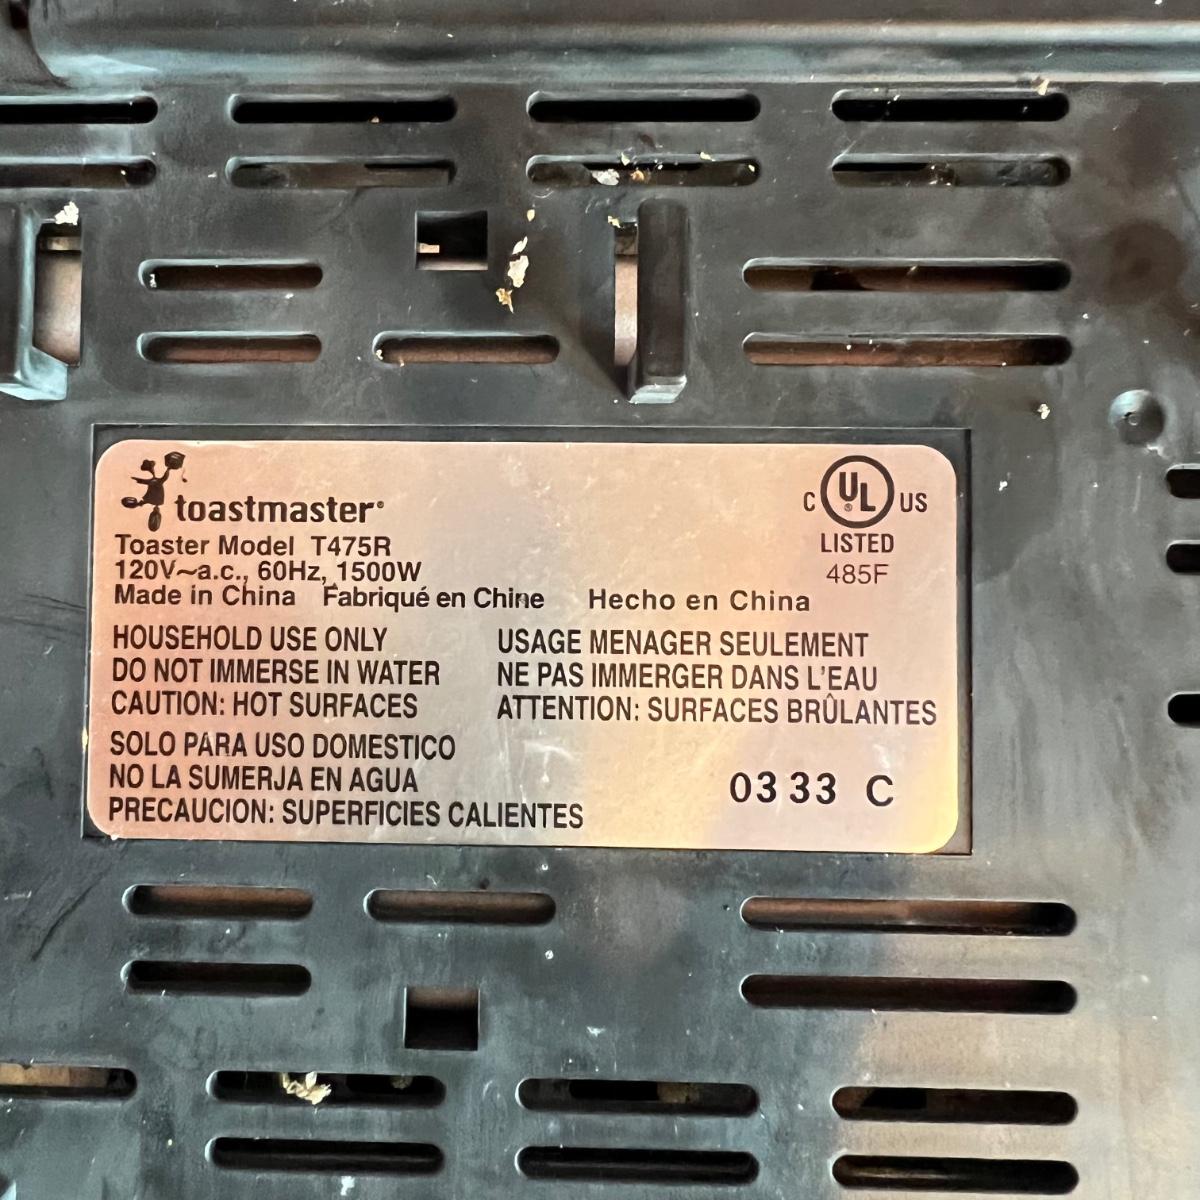 toastmaster®
Toaster Model T475R
120V~a.c., 60Hz, 1500W
Made in China Fabriqué en Chine Hecho en China
C UL® US
LISTED
485F
HOUSEHOLD USE ONLY
DO NOT IMMERSE IN WATER
CAUTION: HOT SURFACES
USAGE MENAGER SEULEMENT
NE PAS IMMERGER DANS L'EAU
ATTENTION: SURFACES BRÛLANTES
SOLO PARA USO DOMESTICO
NO LA SUMERJA EN AGUA
PRECAUCION: SUPERFICIES CALIENTES
03 33 C